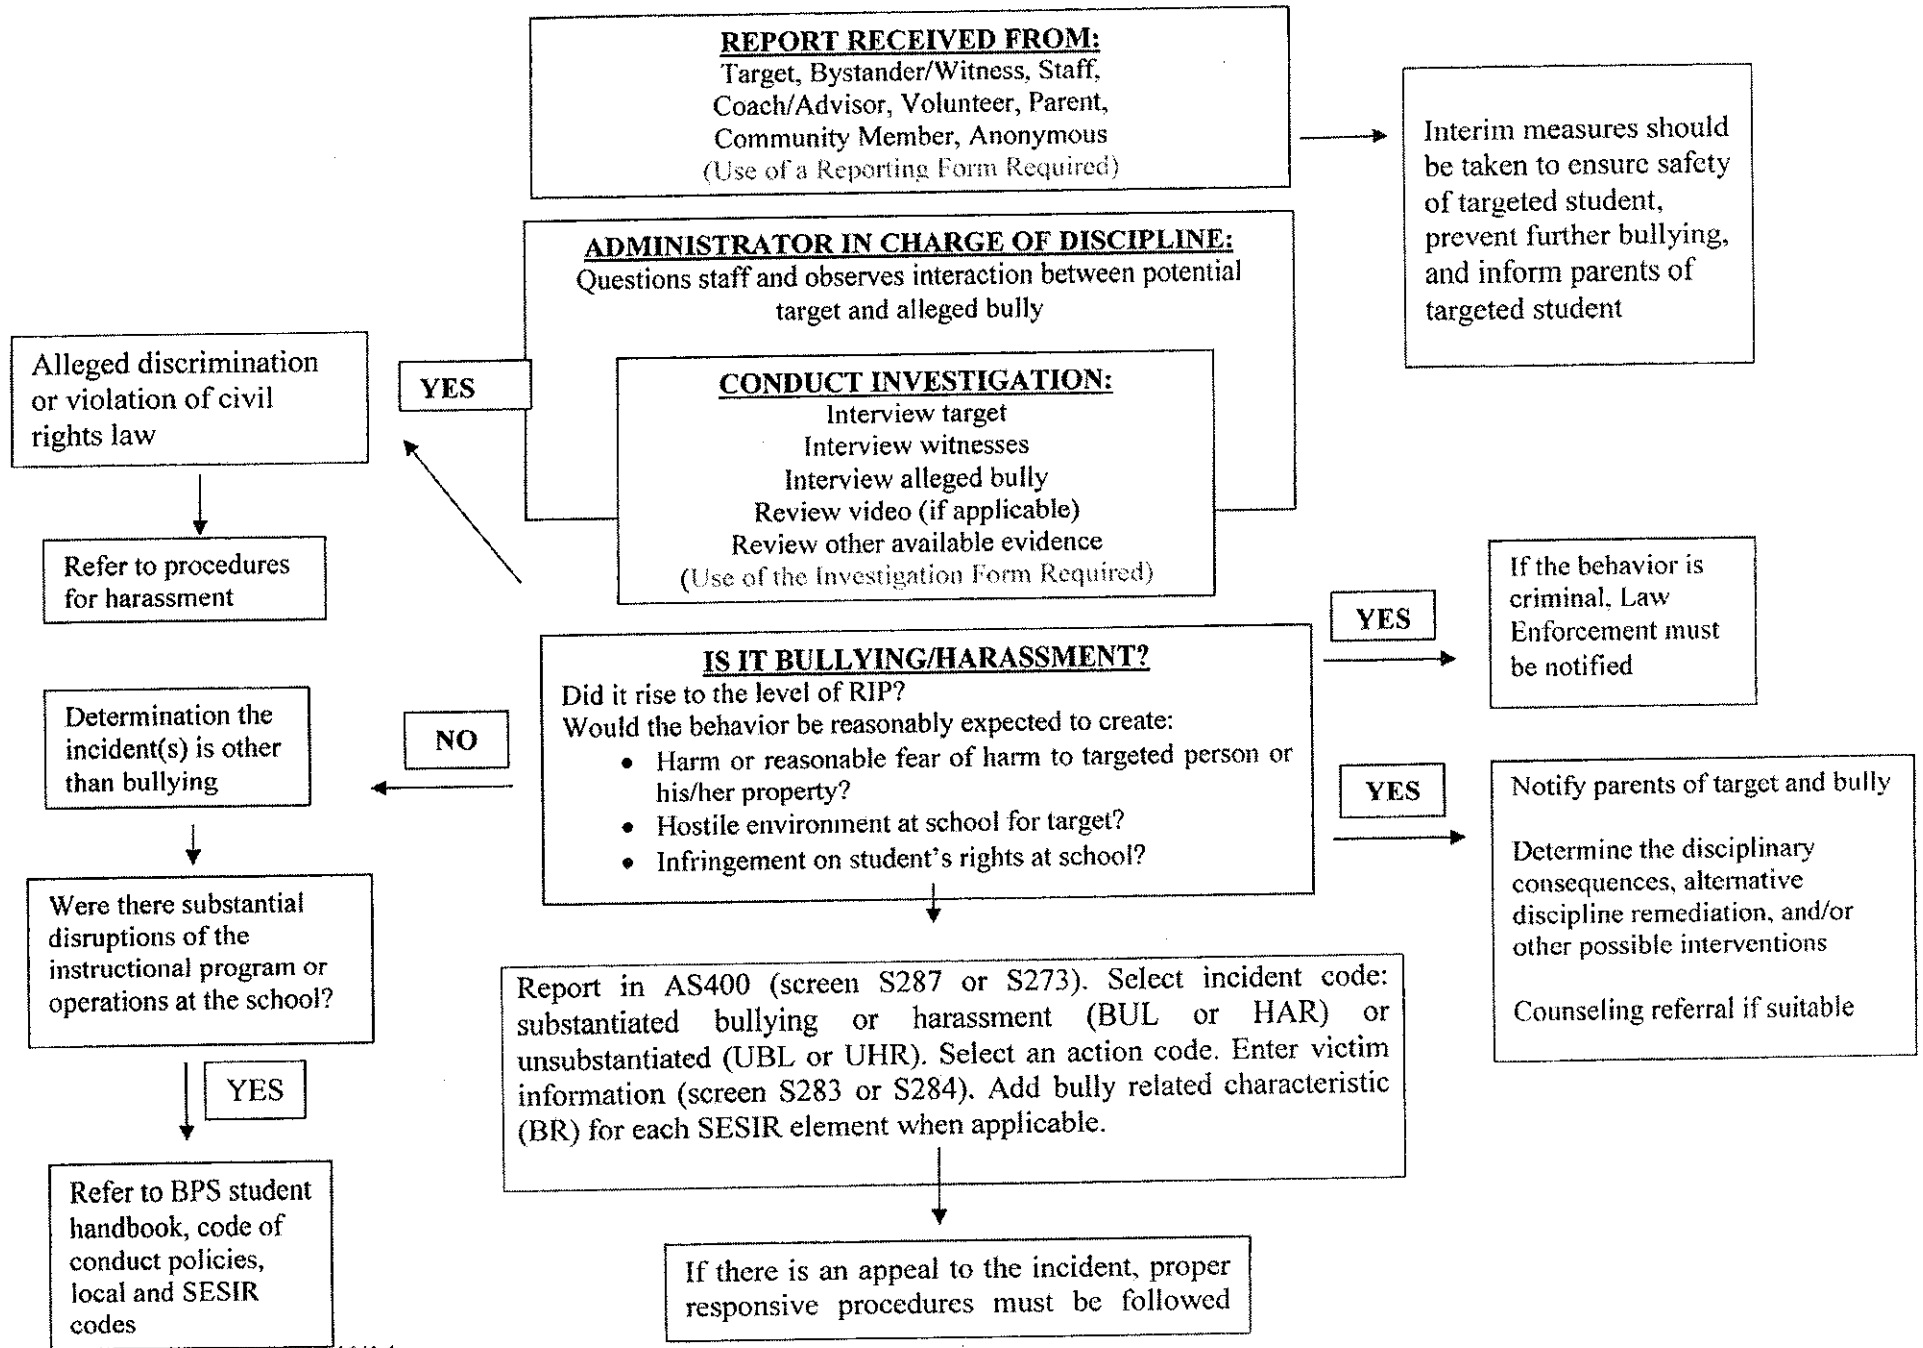 REPORT RECEIVED FROM:
Target, Bystander/Witness, Staff,
Coach/Advisor, Volunteer, Parent,
Community Member, Anonymous
(Use of a Reporting Form Required)
Interim measures should
be taken to ensure safety
of targeted student,
prevent further bullying,
and inform parents of
targeted student
ADMINISTRATOR IN CHARGE OF DISCIPLINE:
Questions staff and observes interaction between potential
target and alleged bully
Alleged discrimination
or violation of civil
rights law
YES
CONDUCT INVESTIGATION:
Interview target
Interview witnesses
Interview alleged bully
Review video (if applicable)
Review other available evidence
(Use of the Investigation Form Required)
Refer to procedures
for harassment
YES
If the behavior is
criminal, Law
Enforcement must
be notified
IS IT BULLYING/HARASSMENT?
Did it rise to the level of RIP?
Would the behavior be reasonably expected to create:
• Harm or reasonable fear of harm to targeted person or
his/her property?
• Hostile environment at school for target?
• Infringement on student's rights at school?
Determination the
incident(s) is other
than bullying
NO
YES
Notify parents of target and bully
Determine the disciplinary
consequences, alternative
discipline remediation, and/or
other possible interventions
Counseling referral if suitable
Were there substantial
disruptions of the
instructional program or
operations at the school?
YES
Report in AS400 (screen S287 or S273). Select incident code:
substantiated bullying or harassment (BUL or HAR) or
unsubstantiated (UBL or UHR). Select an action code. Enter victim
information (screen S283 or S284). Add bully related characteristic
(BR) for each SESIR element when applicable.
Refer to BPS student
handbook, code of
conduct policies,
local and SESIR
codes
If there is an appeal to the incident, proper
responsive procedures must be followed